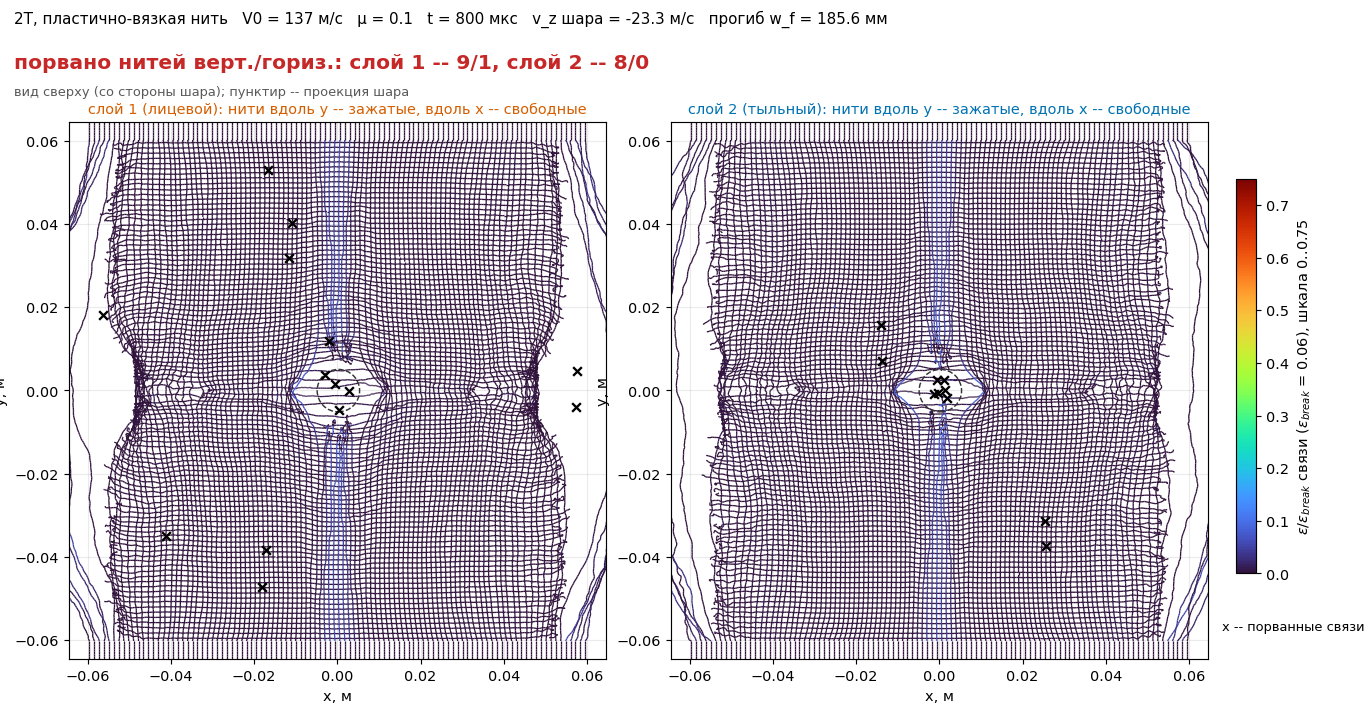 2T, пластично-вязкая нить   V0 = 137 м/с   μ = 0.1   t = 800 мкс   v_z шара = -23.3 м/с   прогиб w_f = 185.6 мм
порвано нитей верт./гориз.: слой 1 -- 9/1, слой 2 -- 8/0
вид сверху (со стороны шара); пунктир -- проекция шара
слой 1 (лицевой): нити вдоль y -- зажатые, вдоль x -- свободные
0.06
0.04
0.02
0.00
−0.02
−0.04
−0.06
y, м
−0.06 −0.04 −0.02 0.00 0.02 0.04 0.06
x, м
слой 2 (тыльный): нити вдоль y -- зажатые, вдоль x -- свободные
0.06
0.04
0.02
0.00
−0.02
−0.04
−0.06
y, м
−0.06 −0.04 −0.02 0.00 0.02 0.04 0.06
x, м
0.7
0.6
0.5
0.4
0.3
0.2
0.1
0.0
ε/ε_break связи (ε_break = 0.06), шкала 0..0.75
x -- порванные связи